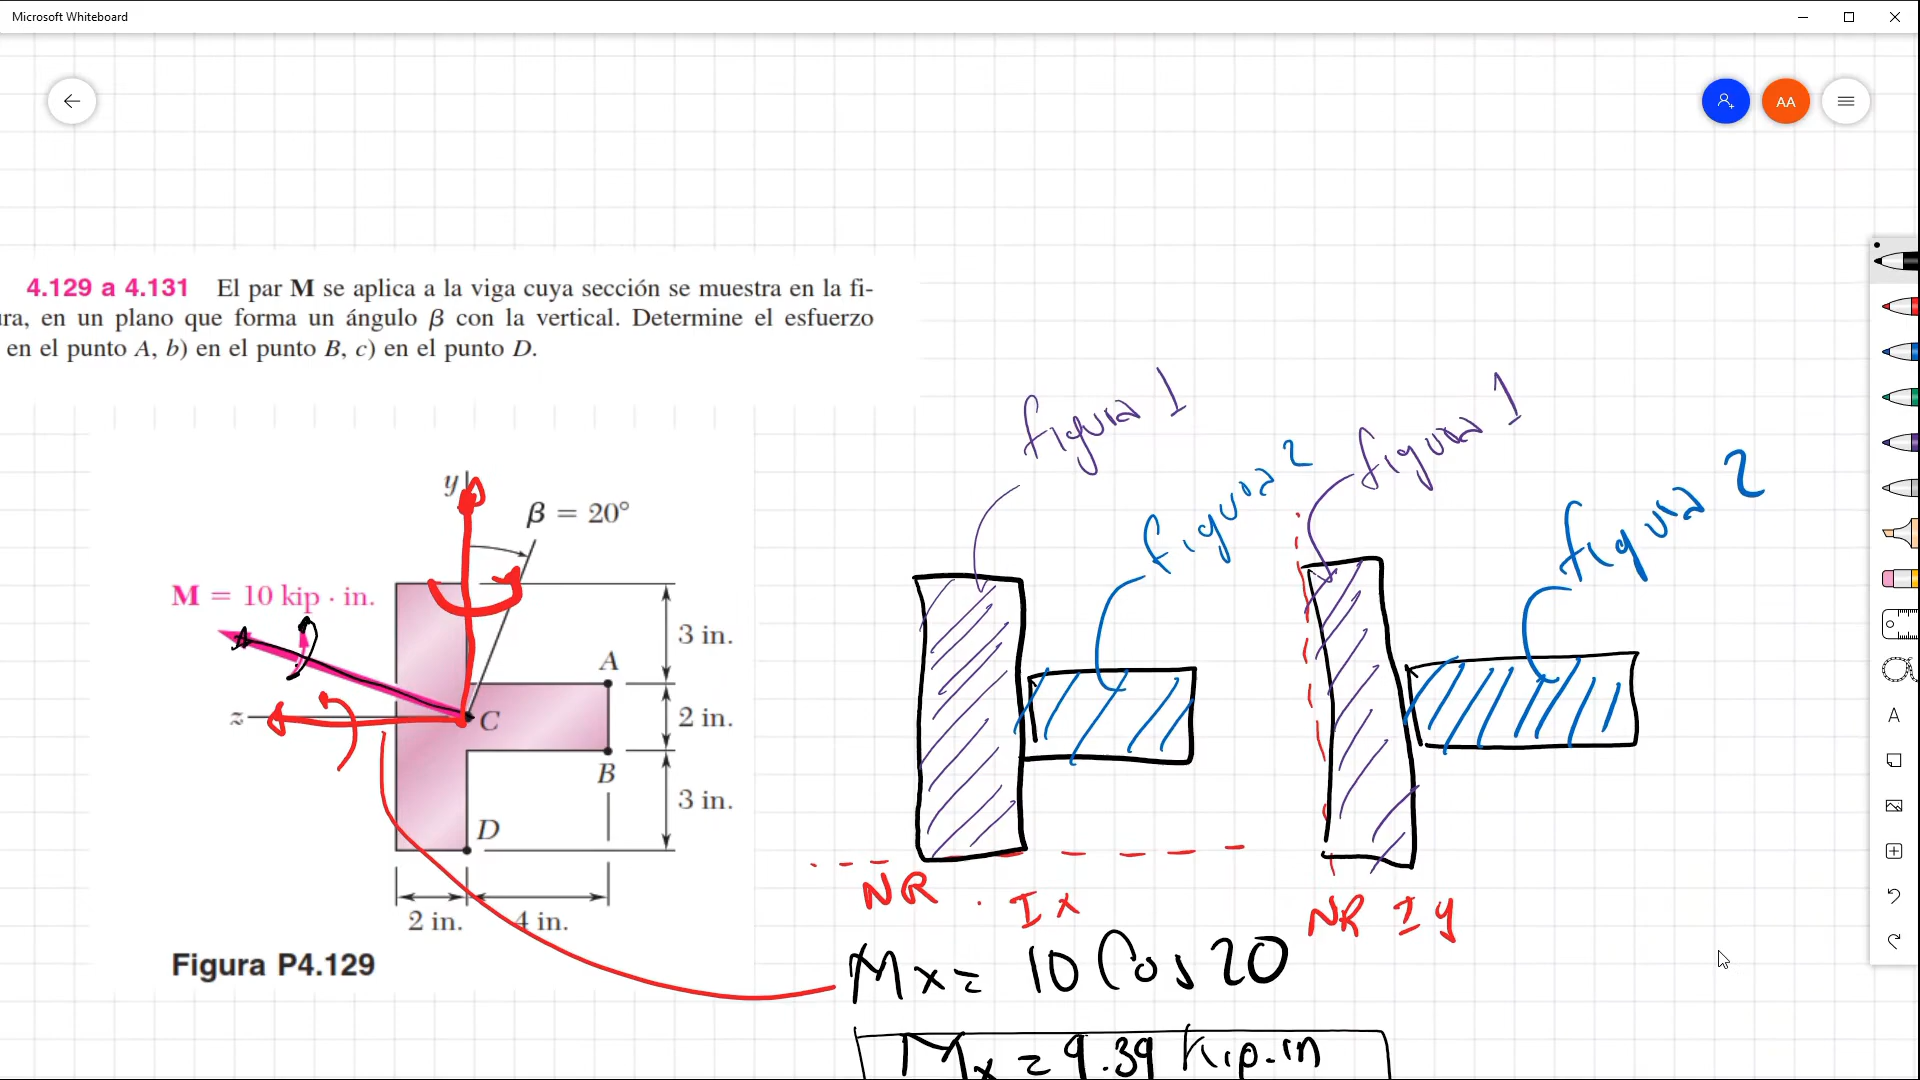 Microsoft Whiteboard
AA
4.129 a 4.131 El par M se aplica a la viga cuya sección se muestra en la fi-
ra, en un plano que forma un ángulo β con la vertical. Determine el esfuerzo
en el punto A, b) en el punto B, c) en el punto D.
figura 1
figura 2
figura 1
figura 2
y
β = 20°
M = 10 kip · in.
3 in.
A
z
C
2 in.
B
3 in.
D
2 in.
4 in.
Figura P4.129
NR
Ix
NR Iy
Mx = 10 Cos 20
Mx = 9.39 Kip.in
A